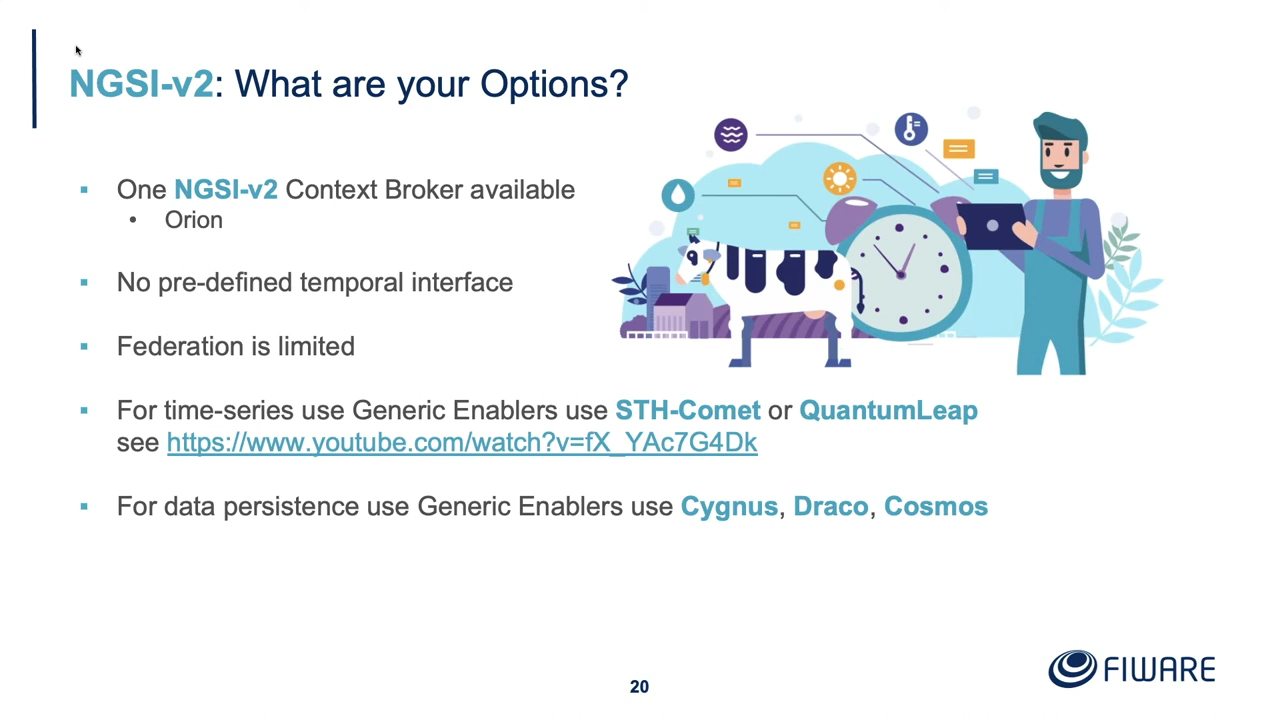 NGSI-v2: What are your Options?
▪ One NGSI-v2 Context Broker available
• Orion
▪ No pre-defined temporal interface
▪ Federation is limited
▪ For time-series use Generic Enablers use STH-Comet or QuantumLeap
see https://www.youtube.com/watch?v=fX_YAc7G4Dk
▪ For data persistence use Generic Enablers use Cygnus, Draco, Cosmos
FIWARE
20